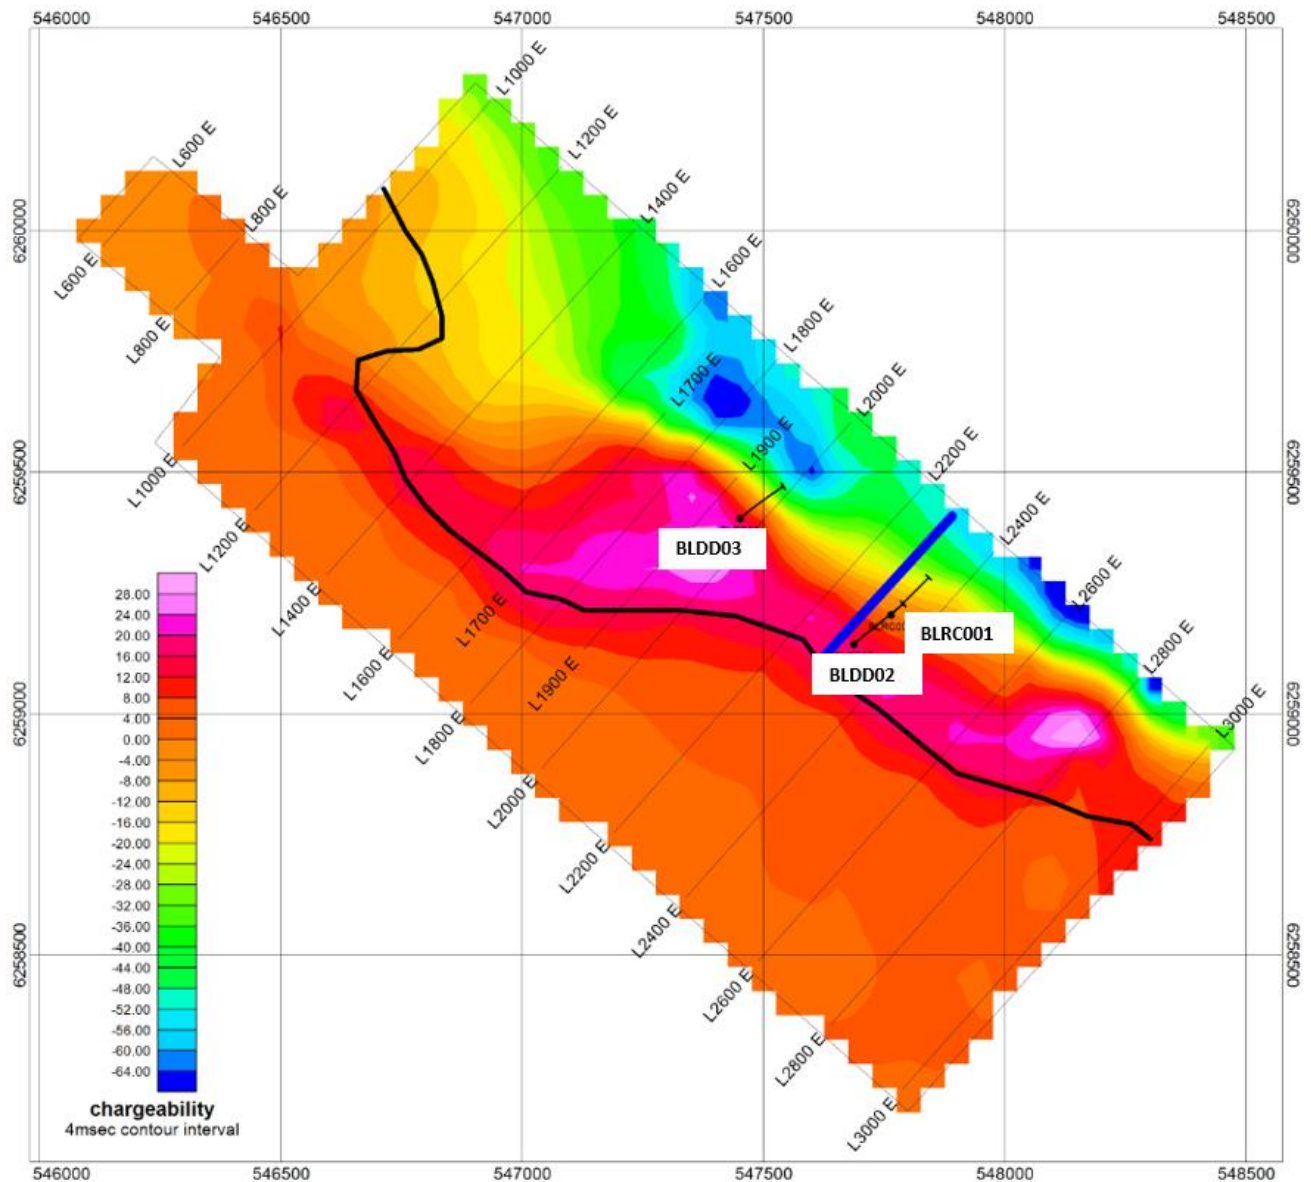 546000 546500 547000 547500 548000 548500
L1000 E
L600 E
L1200 E
L800 E
L1400 E
6260000
6260000
L600 E
L1600 E
L800 E
L1800 E
L1700 E
L2000 E
L1900 E
L2200 E
6259500
6259500
L1000 E
L2400 E
L1200 E
BLDD03
L2600 E
L1400 E
L1700 E
BLRC001
L2800 E
L1600 E
L1900 E
BLDD02
L3000 E
6259000
6259000
L1800 E
L2000 E
L2200 E
L2400 E
6258500
6258500
L2600 E
L2800 E
L3000 E
28.00
24.00
20.00
16.00
12.00
8.00
4.00
0.00
-4.00
-8.00
-12.00
-16.00
-20.00
-24.00
-28.00
-32.00
-36.00
-40.00
-44.00
-48.00
-52.00
-56.00
-60.00
-64.00
chargeability
4msec contour interval
546000 546500 547000 547500 548000 548500